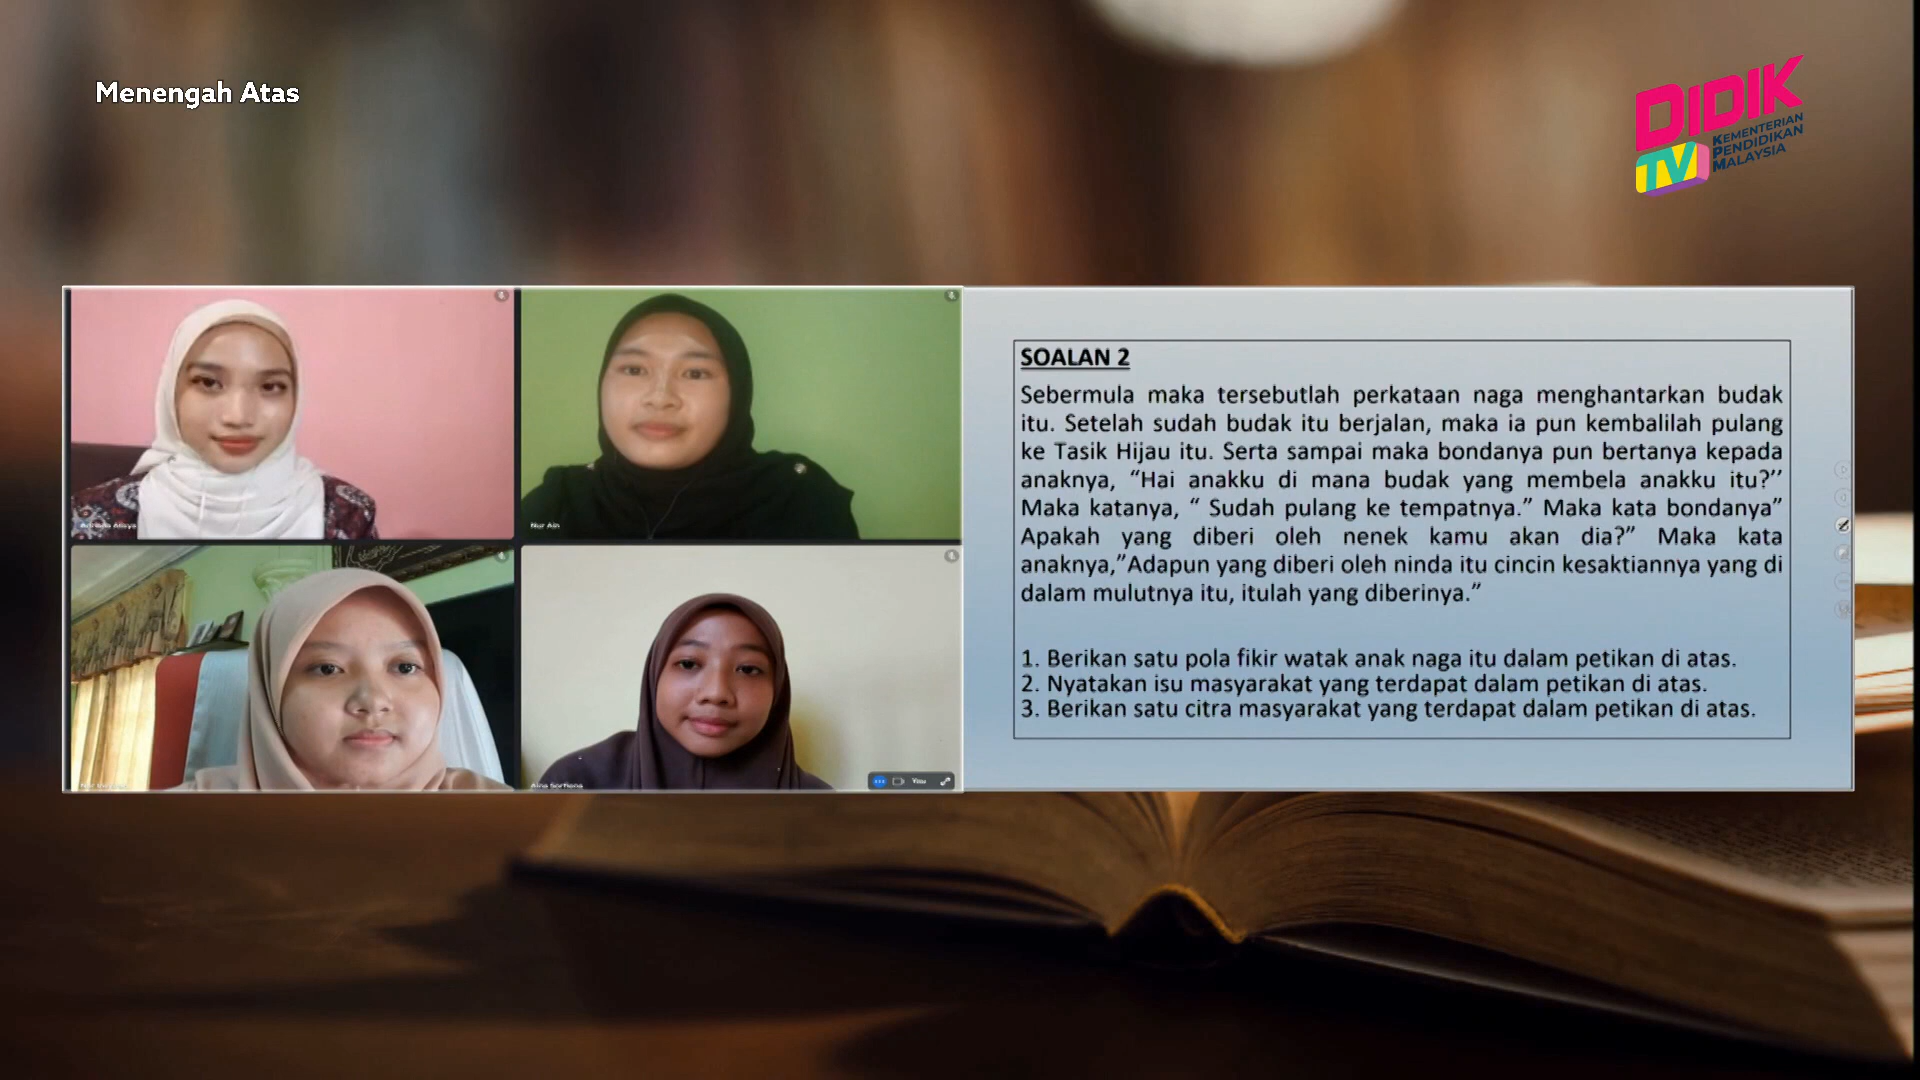 Menengah Atas
DIDIK
TV
KEMENTERIAN
PENDIDIKAN
MALAYSIA
Nur Ain
You
SOALAN 2
Sebermula maka tersebutlah perkataan naga menghantarkan budak
itu. Setelah sudah budak itu berjalan, maka ia pun kembalilah pulang
ke Tasik Hijau itu. Serta sampai maka bondanya pun bertanya kepada
anaknya, “Hai anakku di mana budak yang membela anakku itu?’’
Maka katanya, “ Sudah pulang ke tempatnya.” Maka kata bondanya”
Apakah yang diberi oleh nenek kamu akan dia?” Maka kata
anaknya,”Adapun yang diberi oleh ninda itu cincin kesaktiannya yang di
dalam mulutnya itu, itulah yang diberinya.”
1. Berikan satu pola fikir watak anak naga itu dalam petikan di atas.
2. Nyatakan isu masyarakat yang terdapat dalam petikan di atas.
3. Berikan satu citra masyarakat yang terdapat dalam petikan di atas.